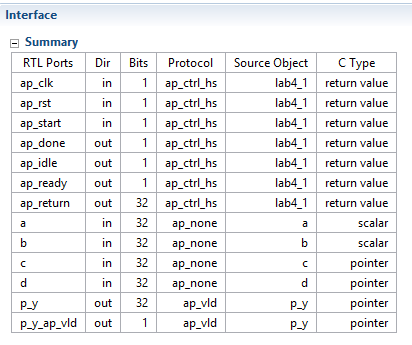 Interface
Summary
RTL Ports Dir Bits Protocol Source Object C Type
ap_clk in 1 ap_ctrl_hs lab4_1 return value
ap_rst in 1 ap_ctrl_hs lab4_1 return value
ap_start in 1 ap_ctrl_hs lab4_1 return value
ap_done out 1 ap_ctrl_hs lab4_1 return value
ap_idle out 1 ap_ctrl_hs lab4_1 return value
ap_ready out 1 ap_ctrl_hs lab4_1 return value
ap_return out 32 ap_ctrl_hs lab4_1 return value
a in 32 ap_none a scalar
b in 32 ap_none b scalar
c in 32 ap_none c pointer
d in 32 ap_none d pointer
p_y out 32 ap_vld p_y pointer
p_y_ap_vld out 1 ap_vld p_y pointer